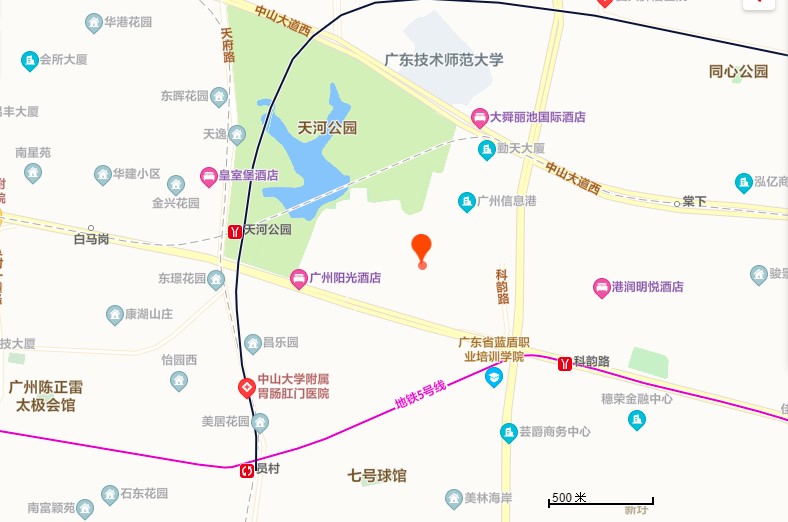 华港花园
中山大道西
天府路
会所大厦
广东技术师范大学
同心公园
东晖花园
丰大厦
天河公园
大舜丽池国际酒店
天逸
勤天大厦
南星苑
华建小区
皇室堡酒店
中山大道西
泓亿商
金兴花园
广州信息港
棠下
附
院
天河公园
白马岗
东璟花园
广州阳光酒店
科韵路
港润明悦酒店
骏景
康湖山庄
技大厦
昌乐园
广东省蓝盾职
业培训学院
科韵路
怡园西
中山大学附属
胃肠肛门医院
广州陈正雷
太极会馆
地铁5号线
穗荣金融中心
美居花园
芸爵商务中心
员村
七号球馆
石东花园
美林海岸
500 米
南富颖苑